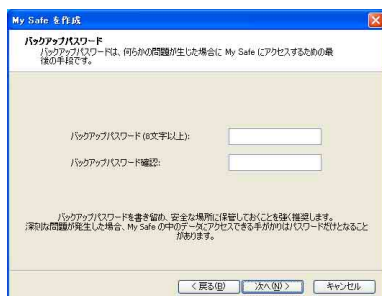 My Safe を作成
バックアップパスワード
バックアップパスワードは、何らかの問題が生じた場合に My Safe にアクセスするための最
後の手段です。
バックアップパスワード (8文字以上):
バックアップパスワード確認:
バックアップパスワードを書き留め、安全な場所に保管しておくことを強く推奨します。
深刻な問題が発生した場合、My Safe の中のデータにアクセスできる手がかりはパスワードだけとなること
があります。
< 戻る(B)
次へ(N) >
キャンセル